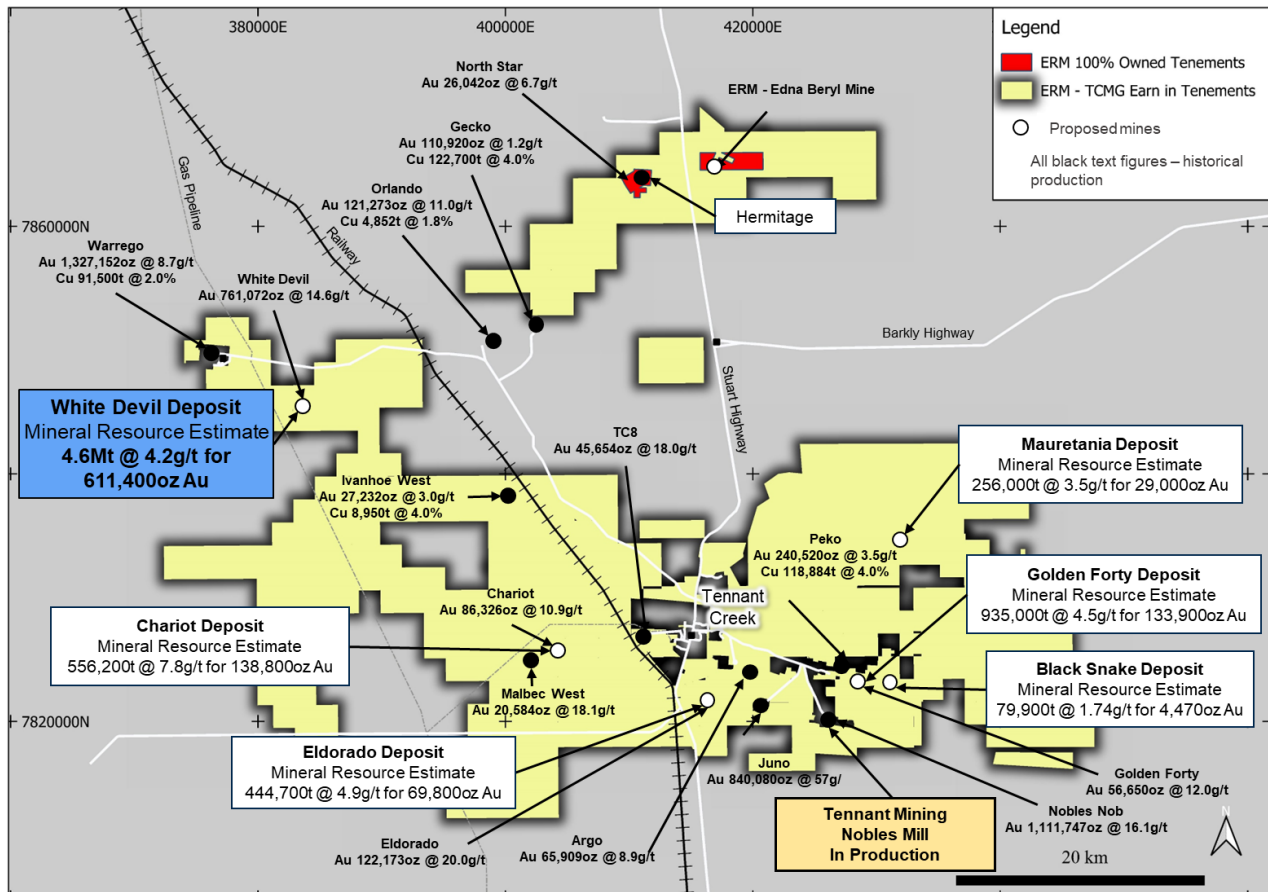 380000E
400000E
420000E
Legend
ERM 100% Owned Tenements
ERM - TCMG Earn in Tenements
Proposed mines
All black text figures – historical
production
North Star
Au 26,042oz @ 6.7g/t
ERM - Edna Beryl Mine
Gecko
Au 110,920oz @ 1.2g/t
Cu 122,700t @ 4.0%
Gas Pipeline
Orlando
Au 121,273oz @ 11.0g/t
Cu 4,852t @ 1.8%
Hermitage
7860000N
Railway
Warrego
Au 1,327,152oz @ 8.7g/t
Cu 91,500t @ 2.0%
White Devil
Au 761,072oz @ 14.6g/t
Barkly Highway
Stuart Highway
White Devil Deposit
Mineral Resource Estimate
4.6Mt @ 4.2g/t for
611,400oz Au
TC8
Au 45,654oz @ 18.0g/t
Mauretania Deposit
Mineral Resource Estimate
256,000t @ 3.5g/t for 29,000oz Au
Ivanhoe West
Au 27,232oz @ 3.0g/t
Cu 8,950t @ 4.0%
Peko
Au 240,520oz @ 3.5g/t
Cu 118,884t @ 4.0%
Golden Forty Deposit
Mineral Resource Estimate
935,000t @ 4.5g/t for 133,900oz Au
Tennant
Creek
Chariot
Au 86,326oz @ 10.9g/t
Chariot Deposit
Mineral Resource Estimate
556,200t @ 7.8g/t for 138,800oz Au
Black Snake Deposit
Mineral Resource Estimate
79,900t @ 1.74g/t for 4,470oz Au
Malbec West
Au 20,584oz @ 18.1g/t
7820000N
Eldorado Deposit
Mineral Resource Estimate
444,700t @ 4.9g/t for 69,800oz Au
Juno
Au 840,080oz @ 57g/
Golden Forty
Au 56,650oz @ 12.0g/t
Nobles Nob
Au 1,111,747oz @ 16.1g/t
Tennant Mining
Nobles Mill
In Production
Eldorado
Au 122,173oz @ 20.0g/t
Argo
Au 65,909oz @ 8.9g/t
N
20 km